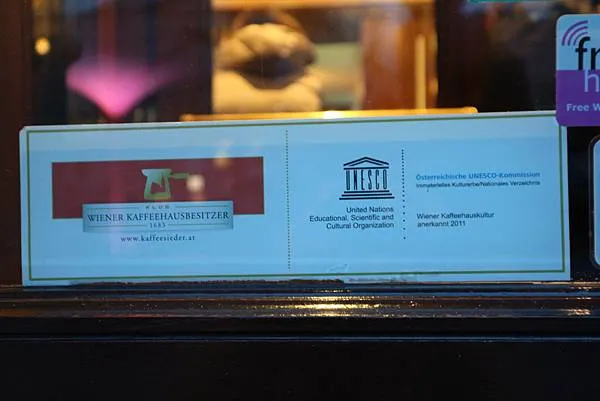 KLUB
WIENER KAFFEEHAUSBESITZER
1683
www.kaffeesieder.at
UNESCO
United Nations
Educational, Scientific and
Cultural Organization
Österreichische UNESCO-Kommission
Immaterielles Kulturerbe/Nationales Verzeichnis
Wiener Kaffeehauskultur
anerkannt 2011
Free W